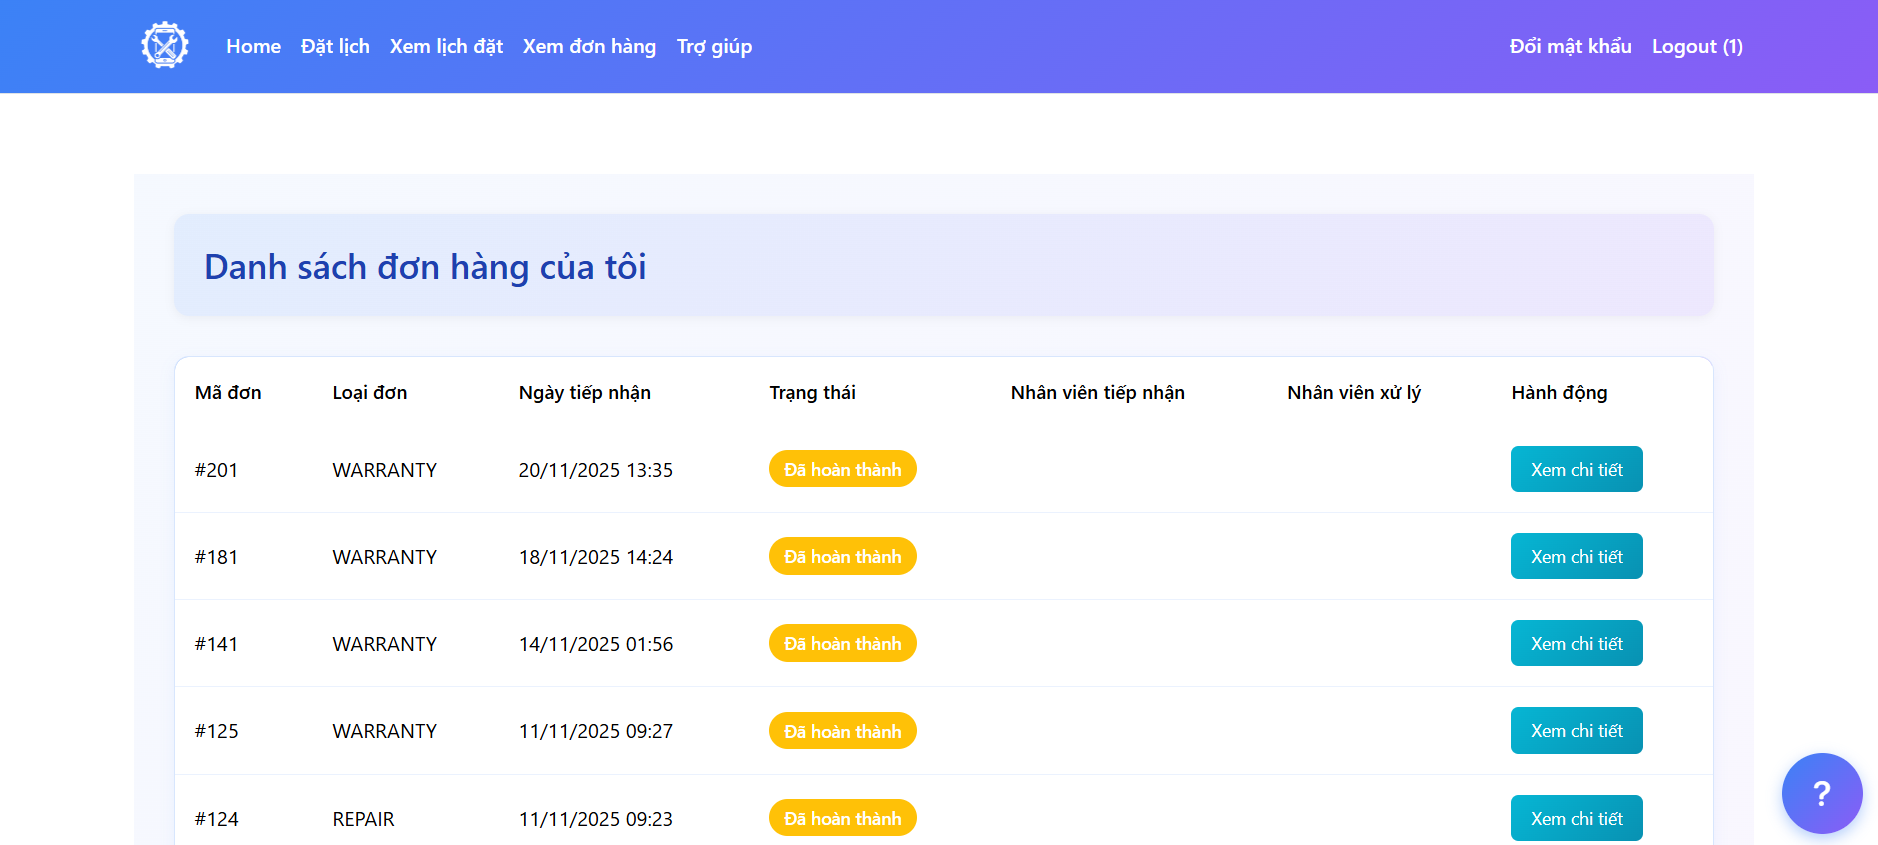 Home Đặt lịch Xem lịch đặt Xem đơn hàng Trợ giúp Đổi mật khẩu Logout (1)
Danh sách đơn hàng của tôi
Mã đơn Loại đơn Ngày tiếp nhận Trạng thái Nhân viên tiếp nhận Nhân viên xử lý Hành động
#201 WARRANTY 20/11/2025 13:35 Đã hoàn thành Xem chi tiết
#181 WARRANTY 18/11/2025 14:24 Đã hoàn thành Xem chi tiết
#141 WARRANTY 14/11/2025 01:56 Đã hoàn thành Xem chi tiết
#125 WARRANTY 11/11/2025 09:27 Đã hoàn thành Xem chi tiết
#124 REPAIR 11/11/2025 09:23 Đã hoàn thành Xem chi tiết
?